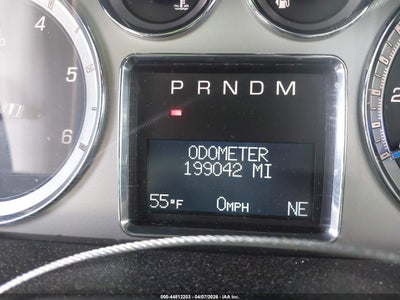 P R N D M
ODOMETER
199042 MI
55°F 0MPH NE
4
5
6
000-44812203 - 04/07/2026 - IAA Inc.